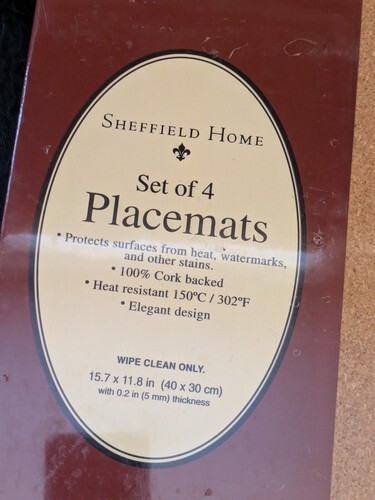 SHEFFIELD HOME
Set of 4
Placemats
• Protects surfaces from heat, watermarks,
and other stains.
• 100% Cork backed
• Heat resistant 150ºC / 302ºF
• Elegant design
WIPE CLEAN ONLY.
15.7 x 11.8 in (40 x 30 cm)
with 0.2 in (5 mm) thickness